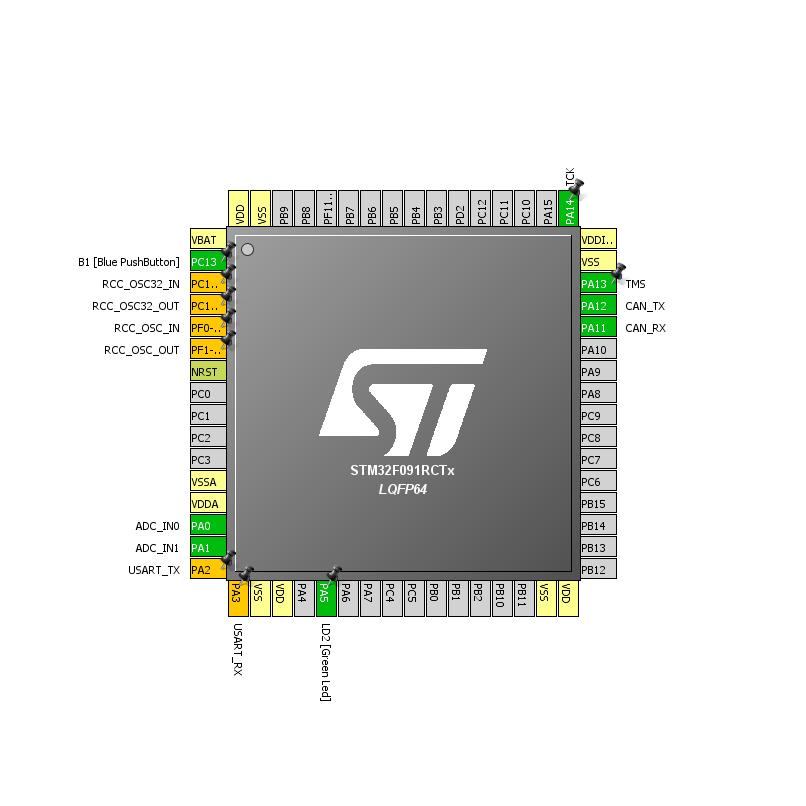 TCK
VDD VSS PB9 PB8 PF11.. PB7 PB6 PB5 PB4 PB3 PD2 PC12 PC11 PC10 PA15 PA14
VBAT
B1 [Blue PushButton] PC13
RCC_OSC32_IN PC1..
RCC_OSC32_OUT PC1..
RCC_OSC_IN PF0-..
RCC_OSC_OUT PF1-..
NRST
PC0
PC1
PC2
PC3
VSSA
VDDA
ADC_IN0 PA0
ADC_IN1 PA1
USART_TX PA2
ST
STM32F091RCTx
LQFP64
VDDI..
VSS
PA13 TMS
PA12 CAN_TX
PA11 CAN_RX
PA10
PA9
PA8
PC9
PC8
PC7
PC6
PB15
PB14
PB13
PB12
PA3 VSS VDD PA4 PA5 PA6 PA7 PC4 PC5 PB0 PB1 PB2 PB10 PB11 VSS VDD
USART_RX
LD2 [Green Led]